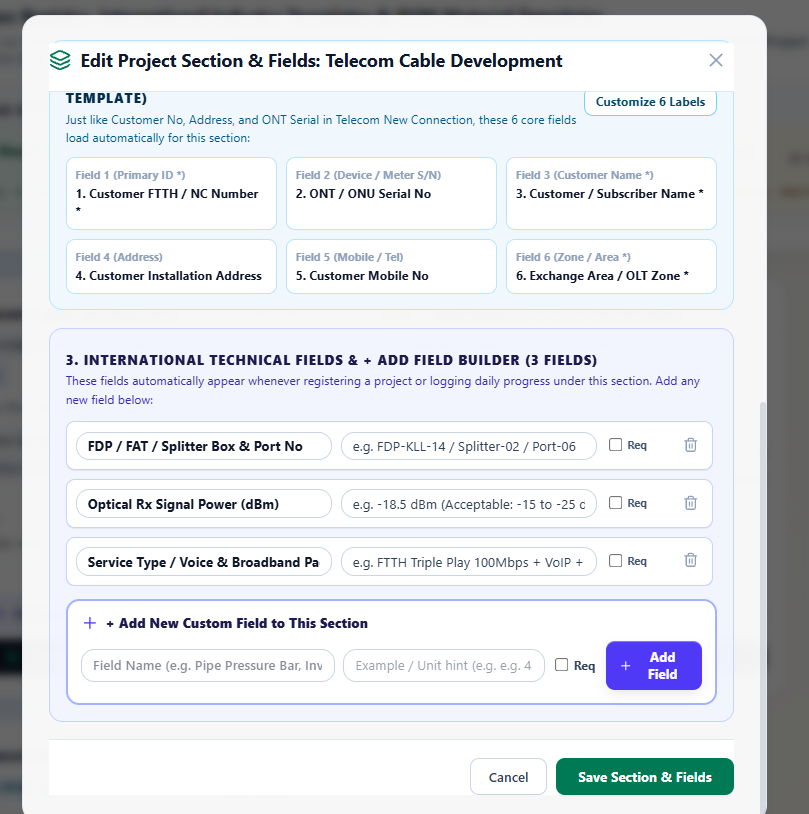 Edit Project Section & Fields: Telecom Cable Development
TEMPLATE)
Customize 6 Labels
Just like Customer No, Address, and ONT Serial in Telecom New Connection, these 6 core fields
load automatically for this section:
Field 1 (Primary ID *)
1. Customer FTTH / NC Number
*
Field 2 (Device / Meter S/N)
2. ONT / ONU Serial No
Field 3 (Customer Name *)
3. Customer / Subscriber Name *
Field 4 (Address)
4. Customer Installation Address
Field 5 (Mobile / Tel)
5. Customer Mobile No
Field 6 (Zone / Area *)
6. Exchange Area / OLT Zone *
3. INTERNATIONAL TECHNICAL FIELDS & + ADD FIELD BUILDER (3 FIELDS)
These fields automatically appear whenever registering a project or logging daily progress under this section. Add any
new field below:
FDP / FAT / Splitter Box & Port No
e.g. FDP-KLL-14 / Splitter-02 / Port-06
Req
Optical Rx Signal Power (dBm)
e.g. -18.5 dBm (Acceptable: -15 to -25 d
Req
Service Type / Voice & Broadband Pa
e.g. FTTH Triple Play 100Mbps + VoIP +
Req
+ + Add New Custom Field to This Section
Field Name (e.g. Pipe Pressure Bar, Inv
Example / Unit hint (e.g. e.g. 4
Req
+ Add
Field
Cancel
Save Section & Fields